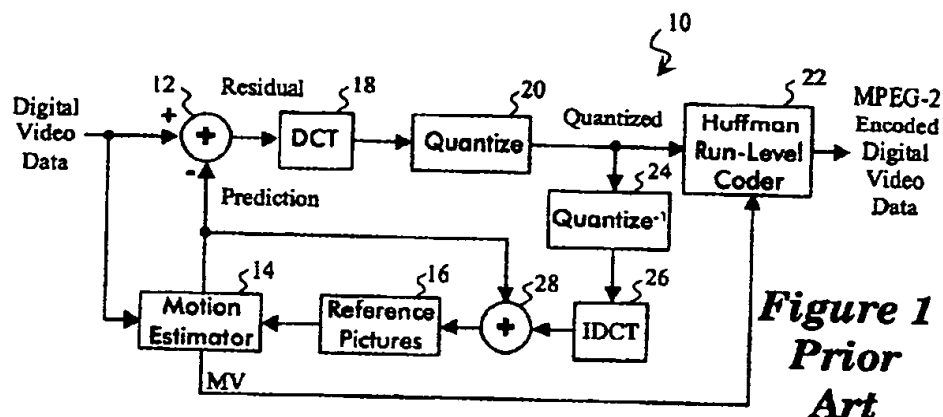 10
12
Residual
18
20
22
Digital
Video
Data
+
+
-
DCT
Quantize
Quantized
Huffman
Run-Level
Coder
MPEG-2
Encoded
Digital
Video
Data
Prediction
24
Quantize⁻¹
14
16
28
26
Motion
Estimator
Reference
Pictures
+
IDCT
MV
Figure 1
Prior
Art